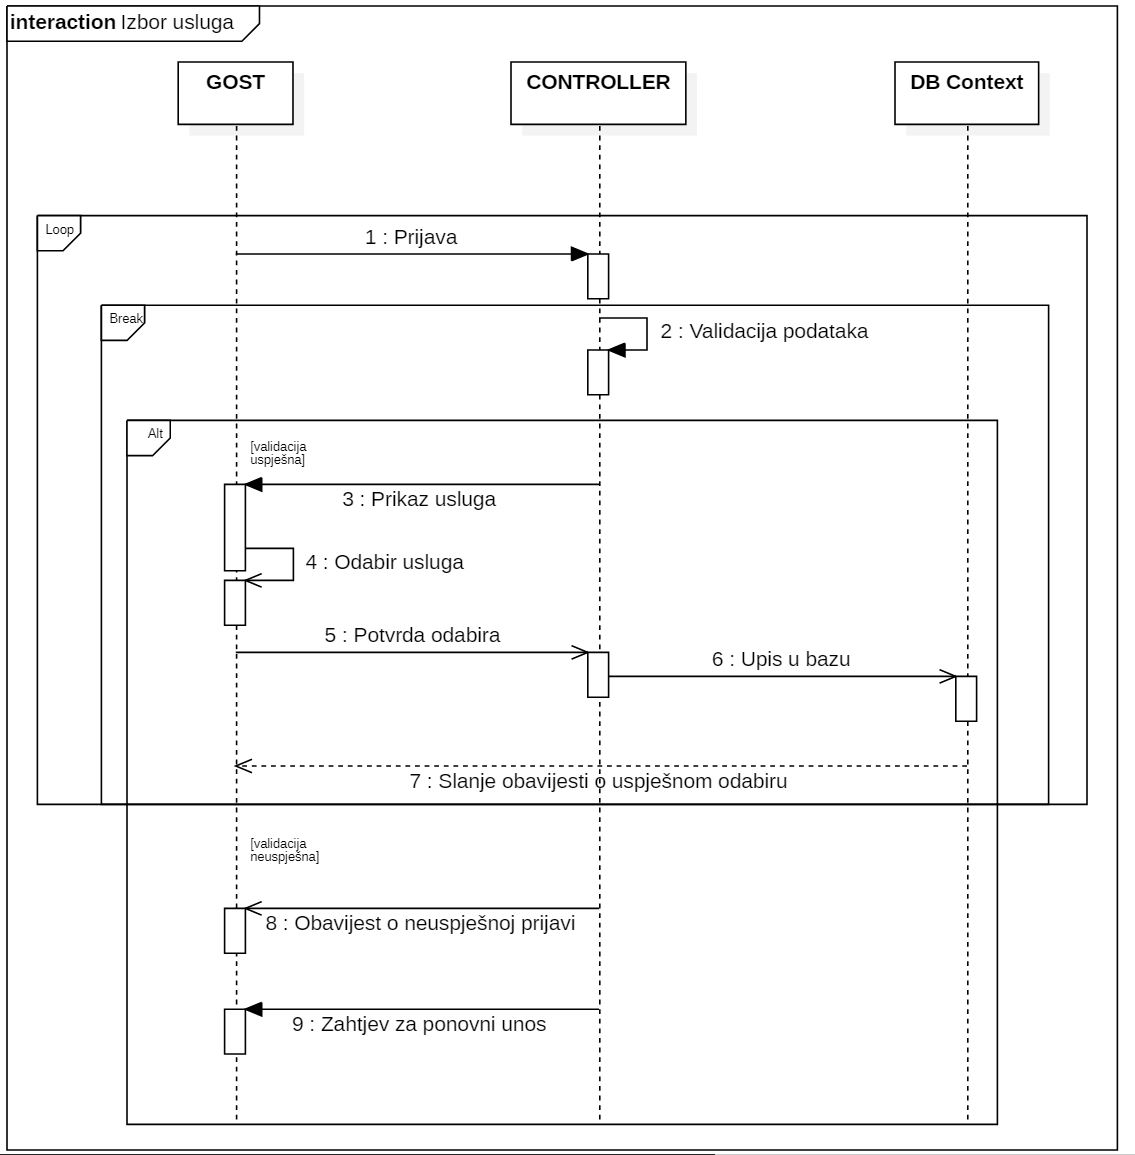 interaction Izbor usluga
GOST
CONTROLLER
DB Context
Loop
1 : Prijava
Break
2 : Validacija podataka
Alt
[validacija
uspješna]
3 : Prikaz usluga
4 : Odabir usluga
5 : Potvrda odabira
6 : Upis u bazu
7 : Slanje obavijesti o uspješnom odabiru
[validacija
neuspješna]
8 : Obavijest o neuspješnoj prijavi
9 : Zahtjev za ponovni unos